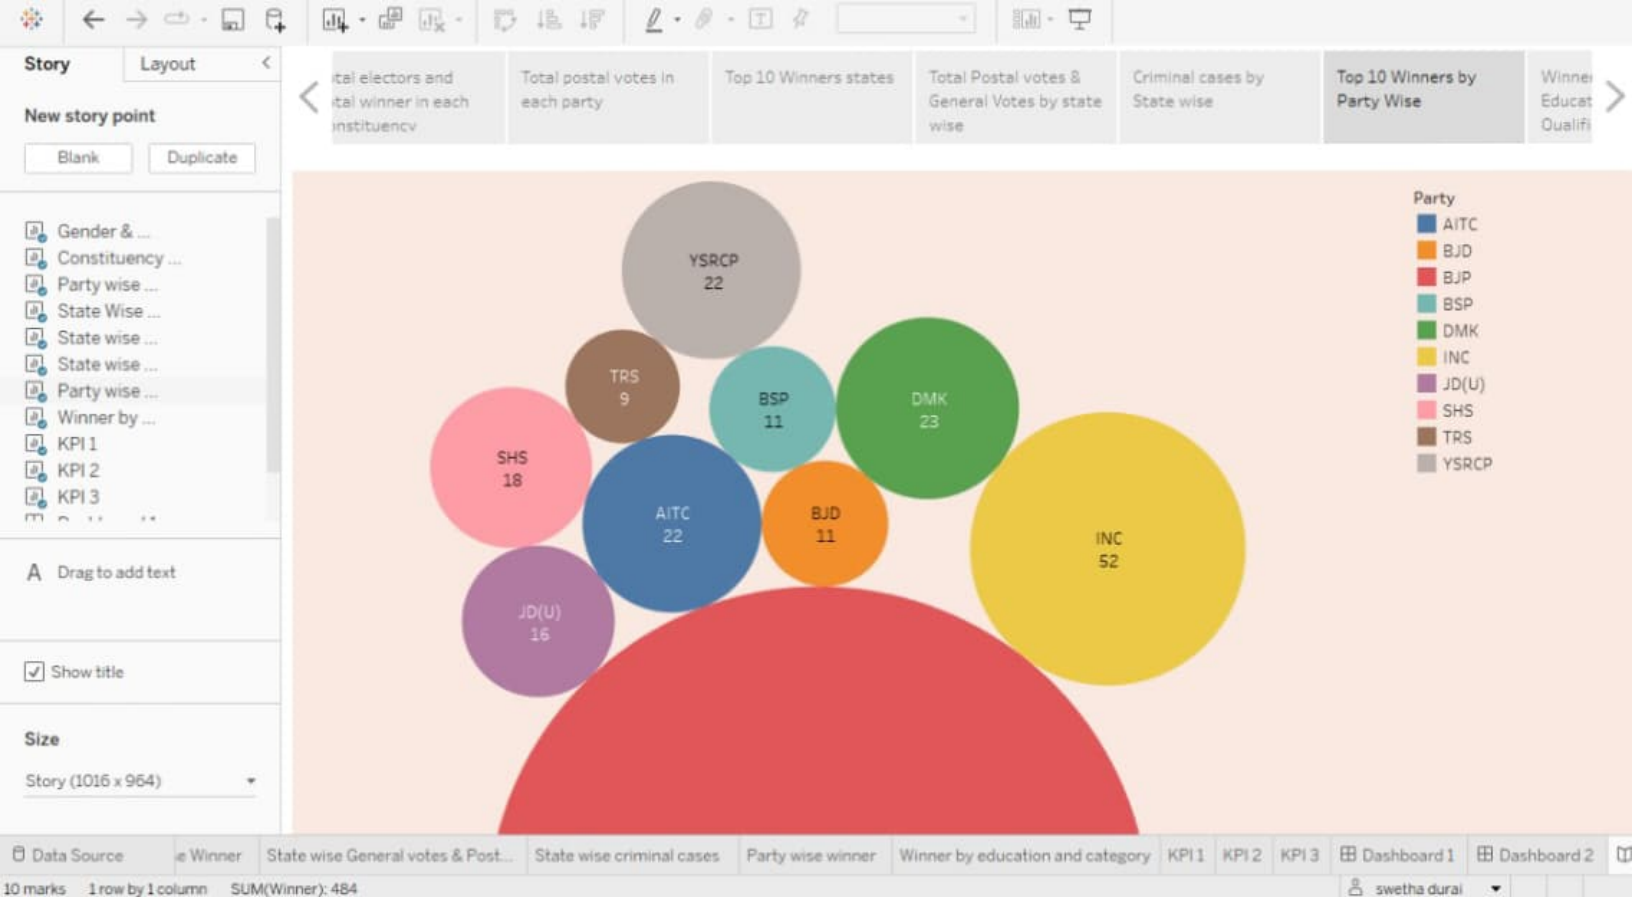 Story
Layout
New story point
Blank
Duplicate
Gender & ...
Constituency ...
Party wise ...
State Wise ...
State wise ...
State wise ...
Party wise ...
Winner by ...
KPI 1
KPI 2
KPI 3
A Drag to add text
Show title
Size
Story (1016 x 964)
tal electors and
tal winner in each
nstituency
Total postal votes in
each party
Top 10 Winners states
Total Postal votes &
General Votes by state
wise
Criminal cases by
State wise
Top 10 Winners by
Party Wise
Winne
Educat
Qualifi
YSRCP
22
TRS
9
BSP
11
DMK
23
SHS
18
AITC
22
BJD
11
INC
52
JD(U)
16
Party
AITC
BJD
BJP
BSP
DMK
INC
JD(U)
SHS
TRS
YSRCP
Data Source
e Winner
State wise General votes & Post...
State wise criminal cases
Party wise winner
Winner by education and category
KPI 1
KPI 2
KPI 3
Dashboard 1
Dashboard 2
10 marks 1 row by 1 column SUM(Winner): 484
swetha durai